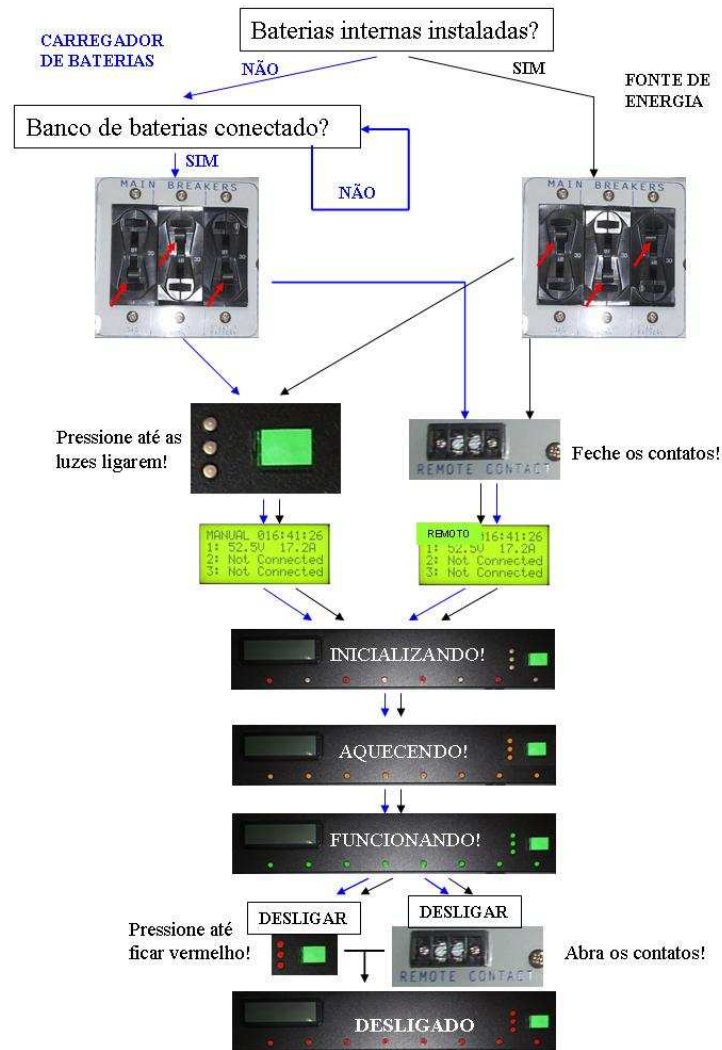 Baterias internas instaladas?
CARREGADOR
DE BATERIAS
NÃO
SIM
FONTE DE
ENERGIA
Banco de baterias conectado?
SIM
NÃO
MAIN BREAKERS
MAIN BREAKERS
Pressione até as
luzes ligarem!
REMOTE CONTACT
Feche os contatos!
MANUAL 016:41:26
1: 52.5V 17.2A
2: Not Connected
3: Not Connected
REMOTO 016:41:26
1: 52.5V 17.2A
2: Not Connected
3: Not Connected
INICIALIZANDO!
AQUECENDO!
FUNCIONANDO!
DESLIGAR
DESLIGAR
Pressione até
ficar vermelho!
REMOTE CONTACT
Abra os contatos!
DESLIGADO